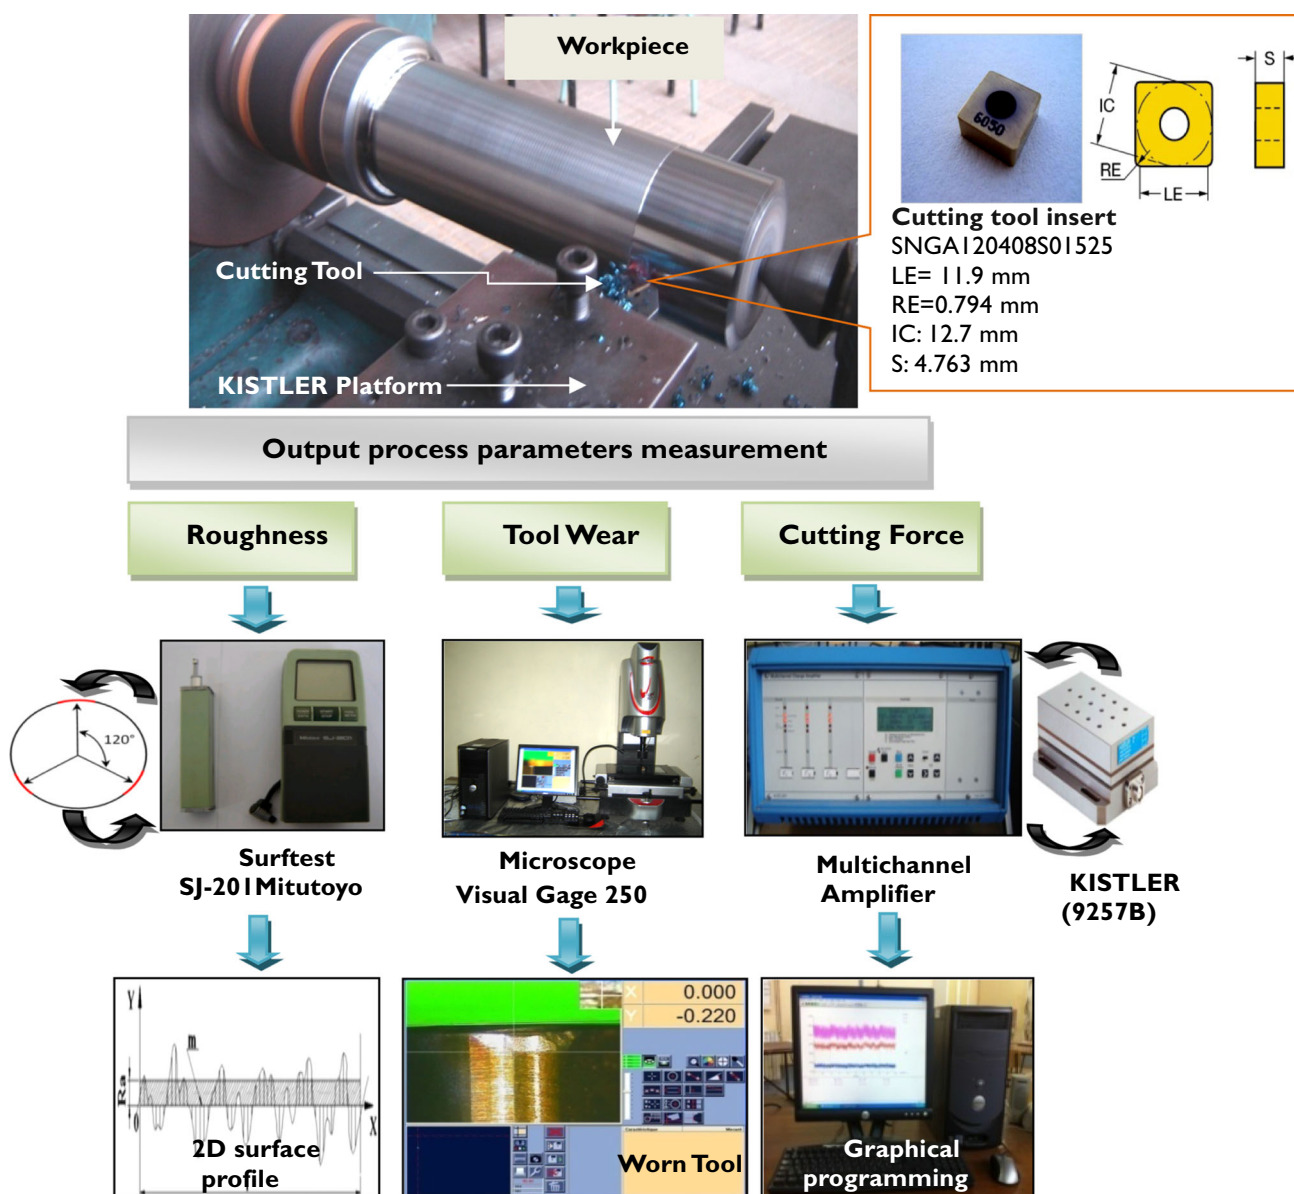 Workpiece
Cutting Tool
KISTLER Platform
6050
IC
RE
LE
S
Cutting tool insert
SNGA120408S01525
LE= 11.9 mm
RE=0.794 mm
IC: 12.7 mm
S: 4.763 mm
Output process parameters measurement
Roughness
Tool Wear
Cutting Force
120°
Surftest
SJ-201Mitutoyo
Microscope
Visual Gage 250
Multichannel
Amplifier
KISTLER
(9257B)
Y
m
Ra
0
X
2D surface
profile
X 0.000
Y -0.220
Worn Tool
Graphical
programming